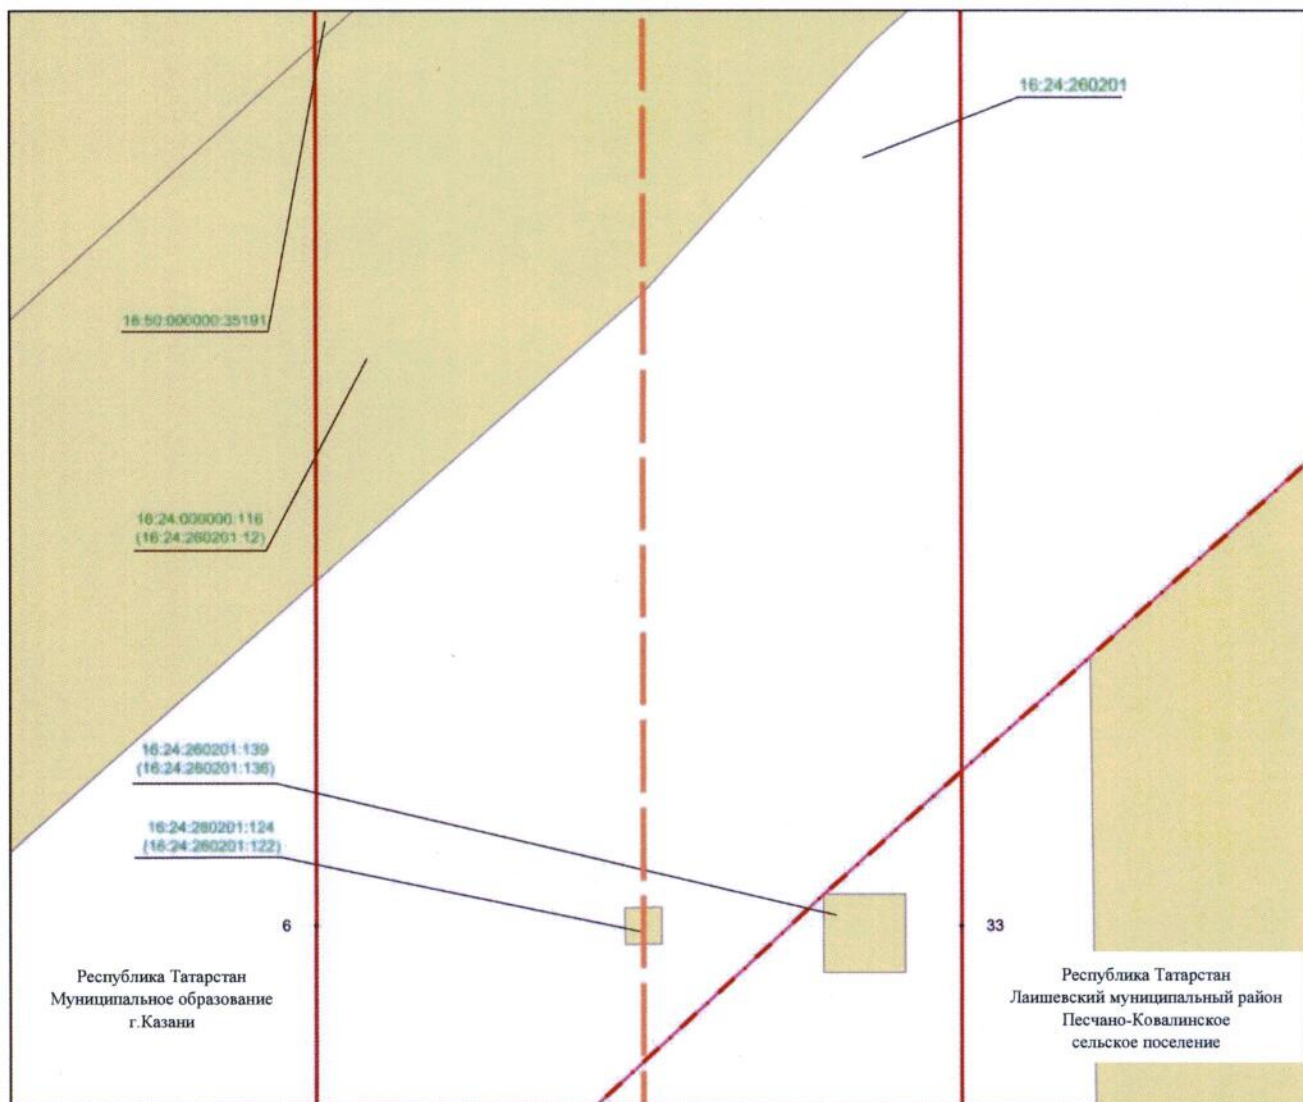 16:24:260201
16:50:000000:35191
16:24:000000:116
(16:24:260201:12)
16:24:260201:139
(16:24:260201:136)
16:24:260201:124
(16:24:260201:122)
6
33
Республика Татарстан
Муниципальное образование
г.Казани
Республика Татарстан
Лаишевский муниципальный район
Песчано-Ковалинское
сельское поселение